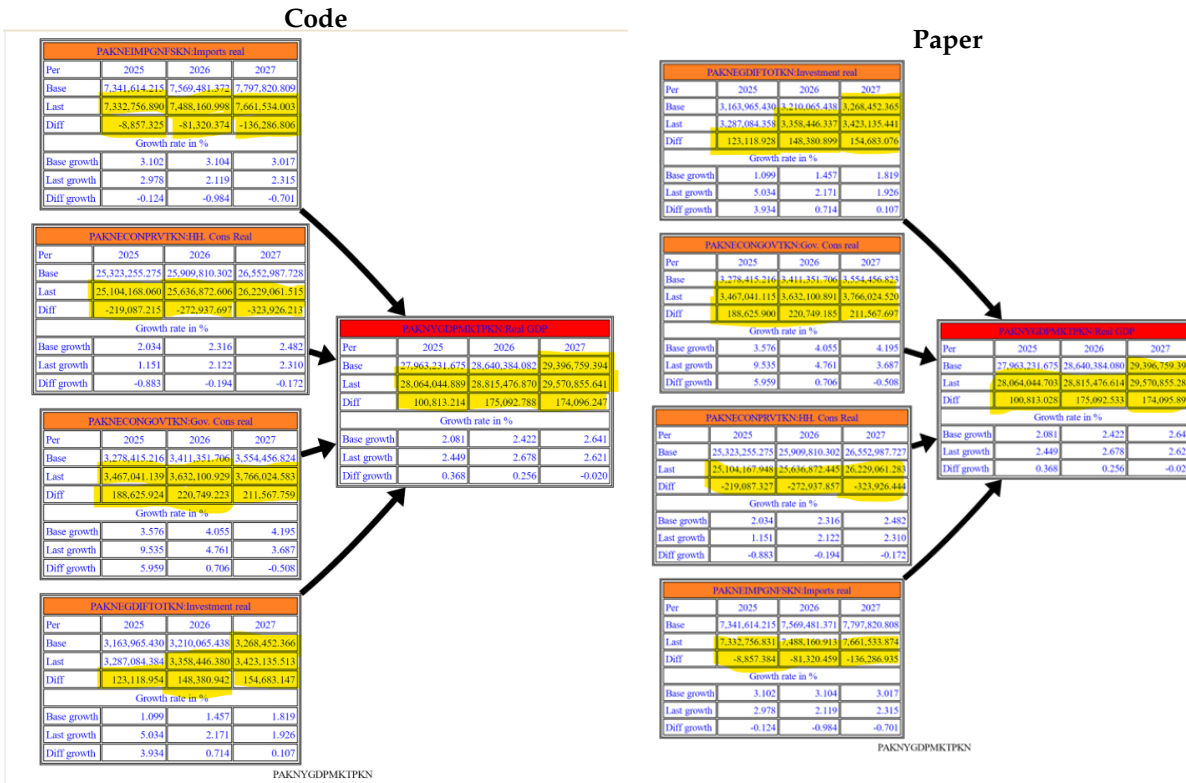 Code
PAKNEIMPGNFSKN:Imports real
Per 2025 2026 2027
Base 7,341,614.215 7,569,481.372 7,797,820.809
Last 7,332,756.890 7,488,160.998 7,661,534.003
Diff -8,857.325 -81,320.374 -136,286.806
Growth rate in %
Base growth 3.102 3.104 3.017
Last growth 2.978 2.119 2.315
Diff growth -0.124 -0.984 -0.701
PAKNECONPRVTKN:HH. Cons Real
Per 2025 2026 2027
Base 25,323,255.275 25,909,810.302 26,552,987.728
Last 25,104,168.060 25,636,872.606 26,229,061.515
Diff -219,087.215 -272,937.697 -323,926.213
Growth rate in %
Base growth 2.034 2.316 2.482
Last growth 1.151 2.122 2.310
Diff growth -0.883 -0.194 -0.172
PAKNECONGOVTKN:Gov. Cons real
Per 2025 2026 2027
Base 3,278,415.216 3,411,351.706 3,554,456.824
Last 3,467,041.139 3,632,100.929 3,766,024.583
Diff 188,625.924 220,749.223 211,567.759
Growth rate in %
Base growth 3.576 4.055 4.195
Last growth 9.535 4.761 3.687
Diff growth 5.959 0.706 -0.508
PAKNEGDIFTOTKN:Investment real
Per 2025 2026 2027
Base 3,163,965.430 3,210,065.438 3,268,452.366
Last 3,287,084.384 3,358,446.380 3,423,135.513
Diff 123,118.954 148,380.942 154,683.147
Growth rate in %
Base growth 1.099 1.457 1.819
Last growth 5.034 2.171 1.926
Diff growth 3.934 0.714 0.107
PAKNYGDPMKTPKN:Real GDP
Per 2025 2026 2027
Base 27,963,231.675 28,640,384.082 29,396,759.394
Last 28,064,044.889 28,815,476.870 29,570,855.641
Diff 100,813.214 175,092.788 174,096.247
Growth rate in %
Base growth 2.081 2.422 2.641
Last growth 2.449 2.678 2.621
Diff growth 0.368 0.256 -0.020
PAKNYGDPMKTPKN
Paper
PAKNEGDIFTOTKN:Investment real
Per 2025 2026 2027
Base 3,163,965.430 3,210,065.438 3,268,452.365
Last 3,287,084.358 3,358,446.337 3,423,135.441
Diff 123,118.928 148,380.899 154,683.076
Growth rate in %
Base growth 1.099 1.457 1.819
Last growth 5.034 2.171 1.926
Diff growth 3.934 0.714 0.107
PAKNECONGOVTKN:Gov. Cons real
Per 2025 2026 2027
Base 3,278,415.216 3,411,351.706 3,554,456.823
Last 3,467,041.115 3,632,100.891 3,766,024.520
Diff 188,625.900 220,749.185 211,567.697
Growth rate in %
Base growth 3.576 4.055 4.195
Last growth 9.535 4.761 3.687
Diff growth 5.959 0.706 -0.508
PAKNECONPRVTKN:HH. Cons Real
Per 2025 2026 2027
Base 25,323,255.275 25,909,810.302 26,552,987.727
Last 25,104,167.948 25,636,872.445 26,229,061.283
Diff -219,087.327 -272,937.857 -323,926.444
Growth rate in %
Base growth 2.034 2.316 2.482
Last growth 1.151 2.122 2.310
Diff growth -0.883 -0.194 -0.172
PAKNEIMPGNFSKN:Imports real
Per 2025 2026 2027
Base 7,341,614.215 7,569,481.371 7,797,820.808
Last 7,332,756.831 7,488,160.913 7,661,533.874
Diff -8,857.384 -81,320.459 -136,286.935
Growth rate in %
Base growth 3.102 3.104 3.017
Last growth 2.978 2.119 2.315
Diff growth -0.124 -0.984 -0.701
PAKNYGDPMKTPKN:Real GDP
Per 2025 2026 2027
Base 27,963,231.675 28,640,384.080 29,396,759.39
Last 28,064,044.703 28,815,476.614 29,570,855.28
Diff 100,813.028 175,092.533 174,095.89
Growth rate in %
Base growth 2.081 2.422 2.64
Last growth 2.449 2.678 2.62
Diff growth 0.368 0.256 -0.02
PAKNYGDPMKTPKN